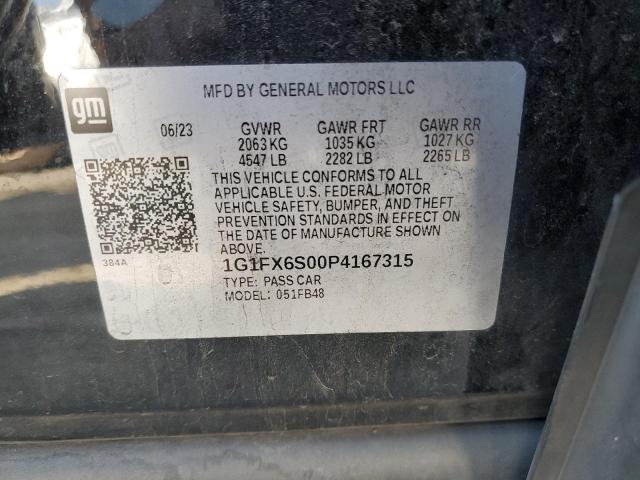 gm
MFD BY GENERAL MOTORS LLC
06/23 GVWR GAWR FRT GAWR RR
2063 KG 1035 KG 1027 KG
4547 LB 2282 LB 2265 LB
THIS VEHICLE CONFORMS TO ALL
APPLICABLE U.S. FEDERAL MOTOR
VEHICLE SAFETY, BUMPER, AND THEFT
PREVENTION STANDARDS IN EFFECT ON
THE DATE OF MANUFACTURE SHOWN
ABOVE.
384A
1G1FX6S00P4167315
TYPE: PASS CAR
MODEL: 051FB48